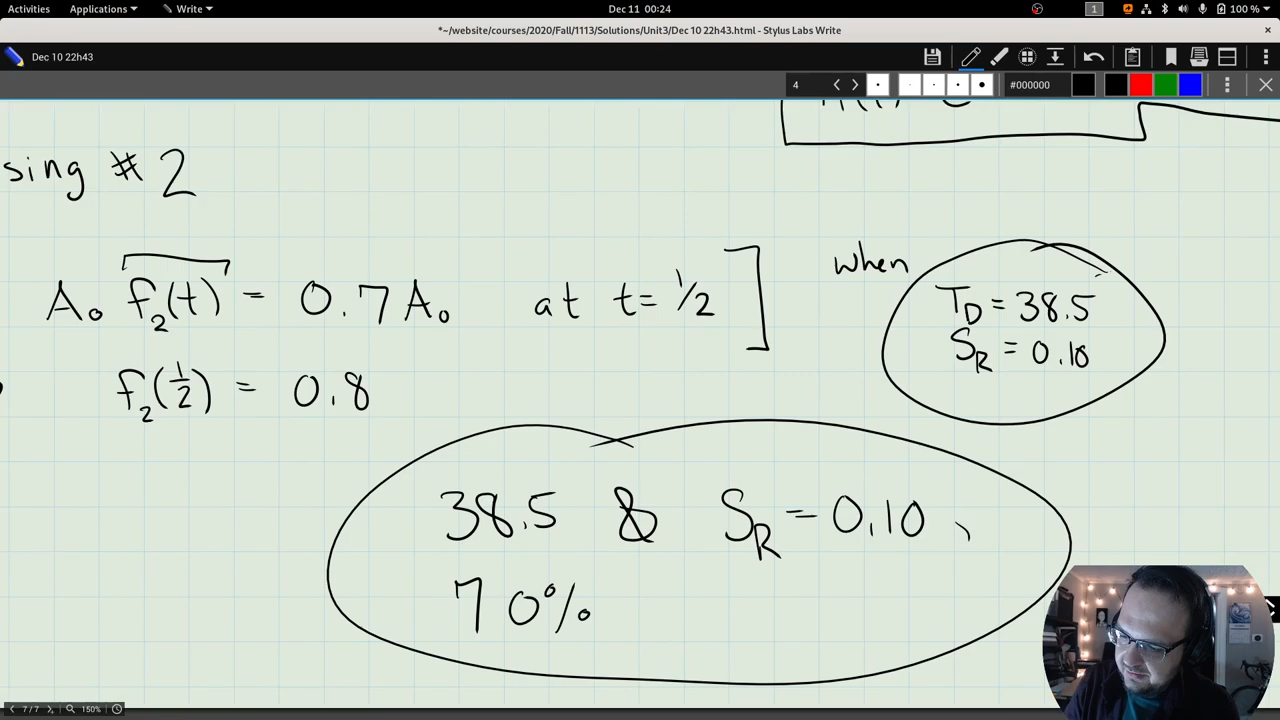 Activities Applications Write Dec 11 00:24 1 100 %
*~/website/courses/2020/Fall/1113/Solutions/Unit3/Dec 10 22h43.html - Stylus Labs Write
Dec 10 22h43
4 #000000
sing # 2
when
T_D = 38.5
S_R = 0.10
A₀ f₂(t) = 0.7 A₀ at t = 1/2 ]
f₂(1/2) = 0.8
38.5 & S_R = 0.10 ,
70%
7 / 7 150%